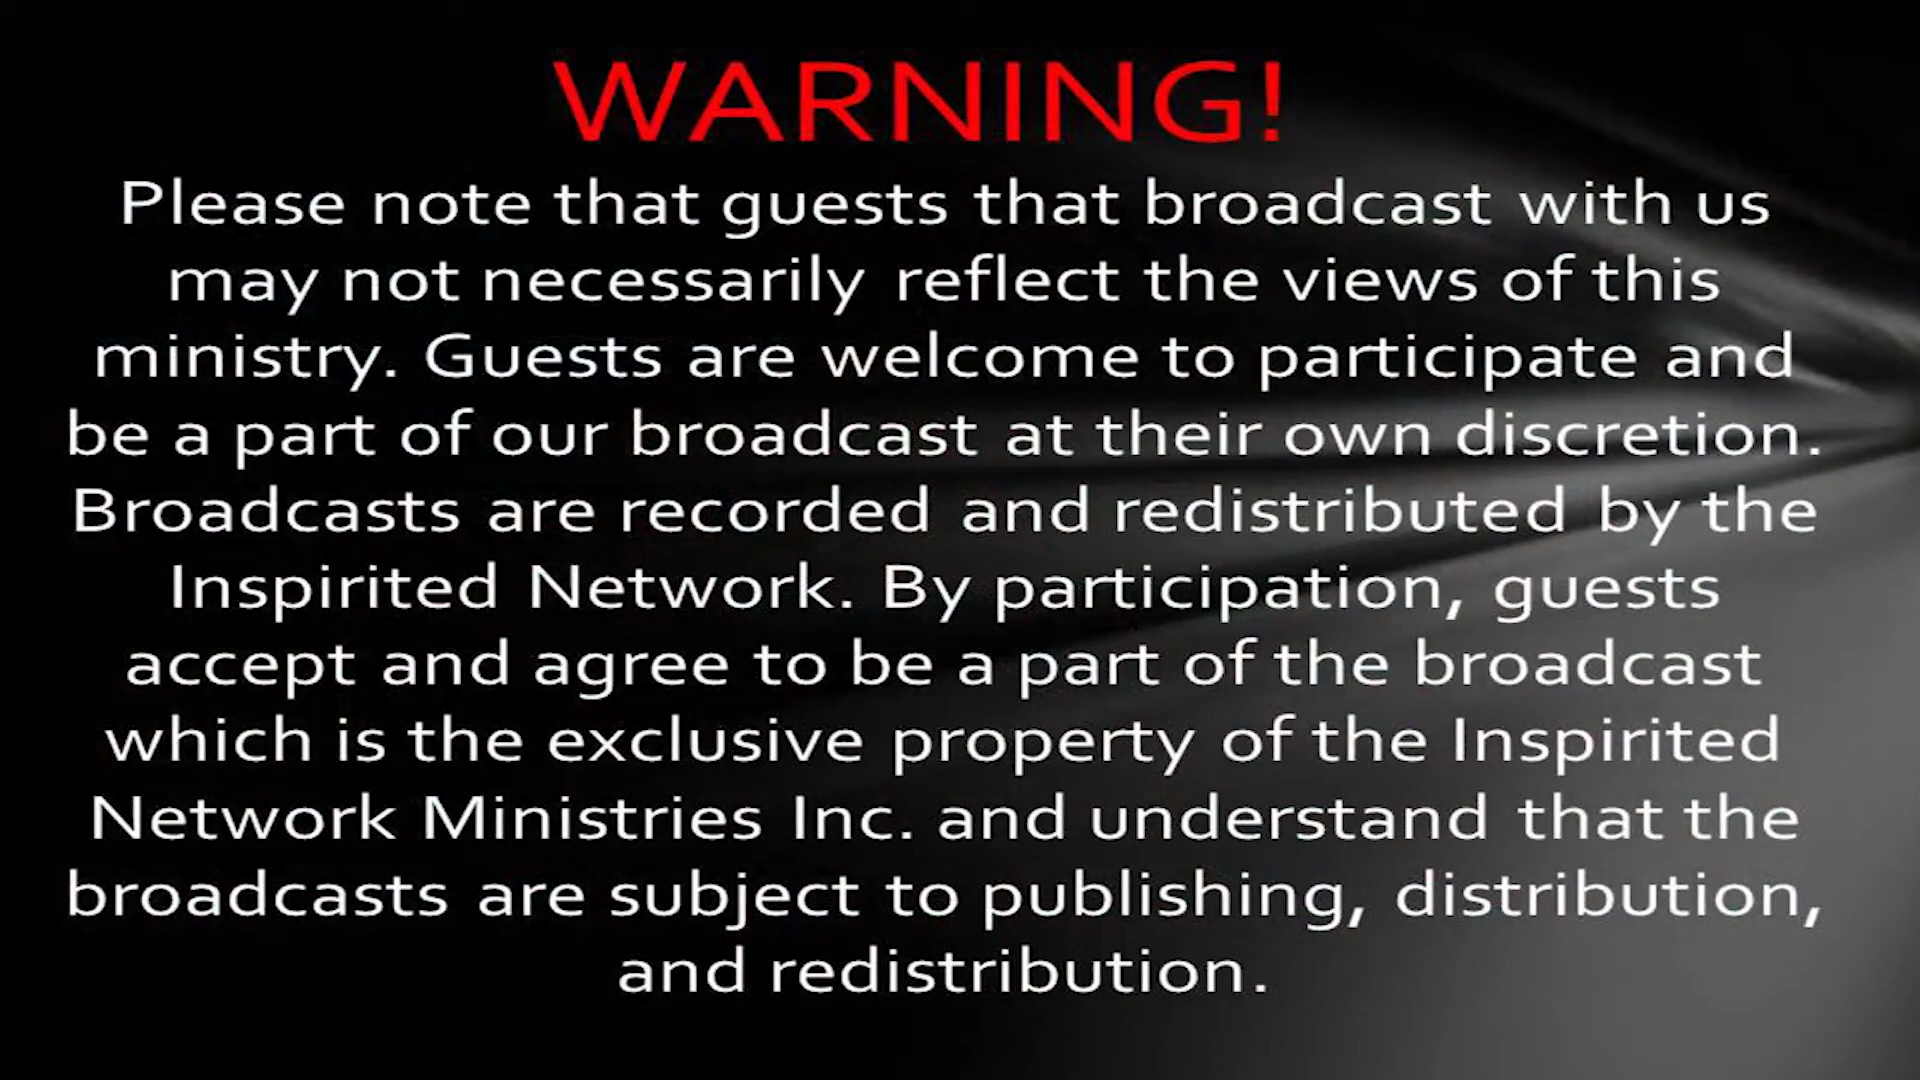 WARNING!
Please note that guests that broadcast with us
may not necessarily reflect the views of this
ministry. Guests are welcome to participate and
be a part of our broadcast at their own discretion.
Broadcasts are recorded and redistributed by the
Inspirited Network. By participation, guests
accept and agree to be a part of the broadcast
which is the exclusive property of the Inspirited
Network Ministries Inc. and understand that the
broadcasts are subject to publishing, distribution,
and redistribution.